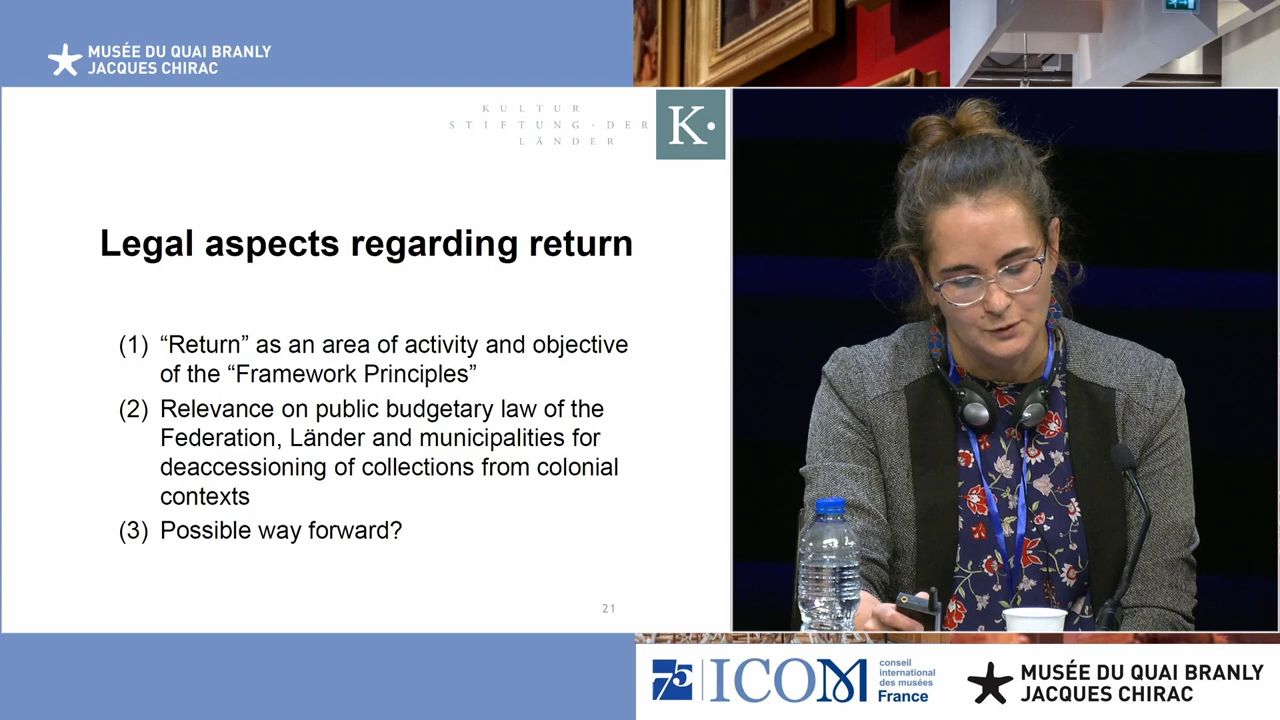 MUSÉE DU QUAI BRANLY
JACQUES CHIRAC
KULTUR
STIFTUNG·DER
LÄNDER
K·
Legal aspects regarding return
(1) “Return” as an area of activity and objective
of the “Framework Principles”
(2) Relevance on public budgetary law of the
Federation, Länder and municipalities for
deaccessioning of collections from colonial
contexts
(3) Possible way forward?
21
75
ICOM
conseil
international
des musées
France
MUSÉE DU QUAI BRANLY
JACQUES CHIRAC